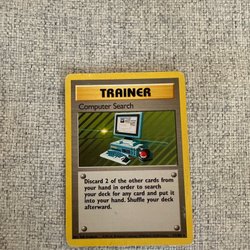 TRAINER
Computer Search
Discard 2 of the other cards from
your hand in order to search
your deck for any card and put it
into your hand. Shuffle your deck
afterward.